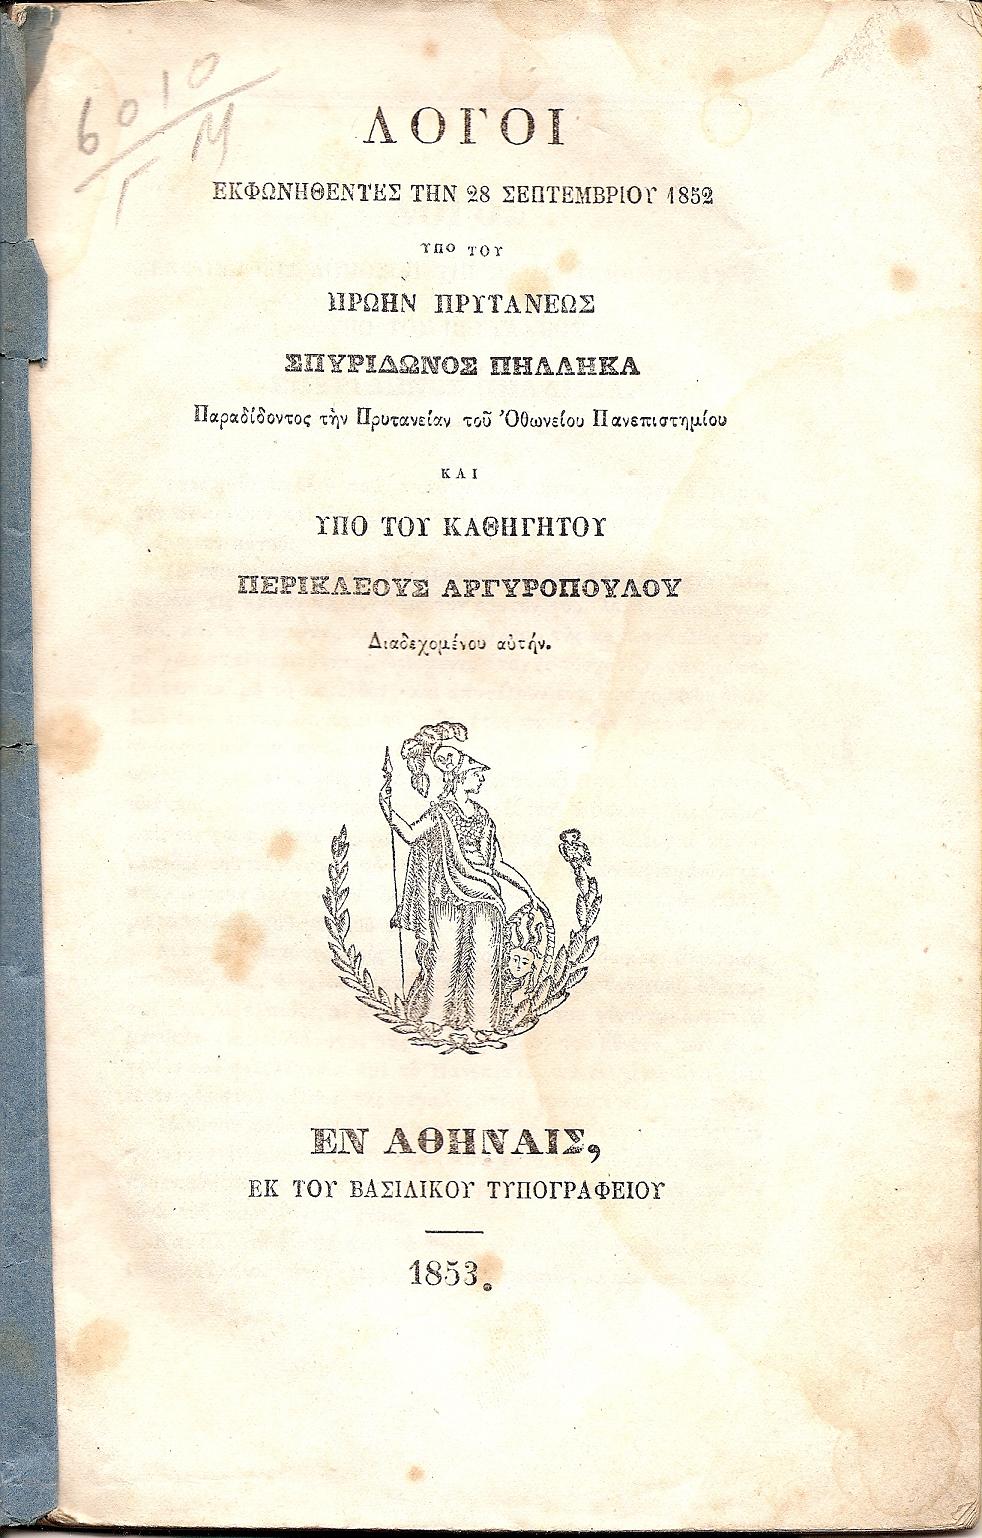 6010
Γ Μ
ΛΟΓΟΙ
ΕΚΦΩΝΗΘΕΝΤΕΣ ΤΗΝ 28 ΣΕΠΤΕΜΒΡΙΟΥ 1852
ΥΠΟ ΤΟΥ
ΠΡΩΗΝ ΠΡΥΤΑΝΕΩΣ
ΣΠΥΡΙΔΩΝΟΣ ΠΗΛΛΗΚΑ
Παραδίδοντος τὴν Πρυτανείαν τοῦ Ὀθωνείου Πανεπιστημίου
ΚΑΙ
ΥΠΟ ΤΟΥ ΚΑΘΗΓΗΤΟΥ
ΠΕΡΙΚΛΕΟΥΣ ΑΡΓΥΡΟΠΟΥΛΟΥ
Διαδεχομένου αὐτήν.
ΕΝ ΑΘΗΝΑΙΣ,
ΕΚ ΤΟΥ ΒΑΣΙΛΙΚΟΥ ΤΥΠΟΓΡΑΦΕΙΟΥ
1853.